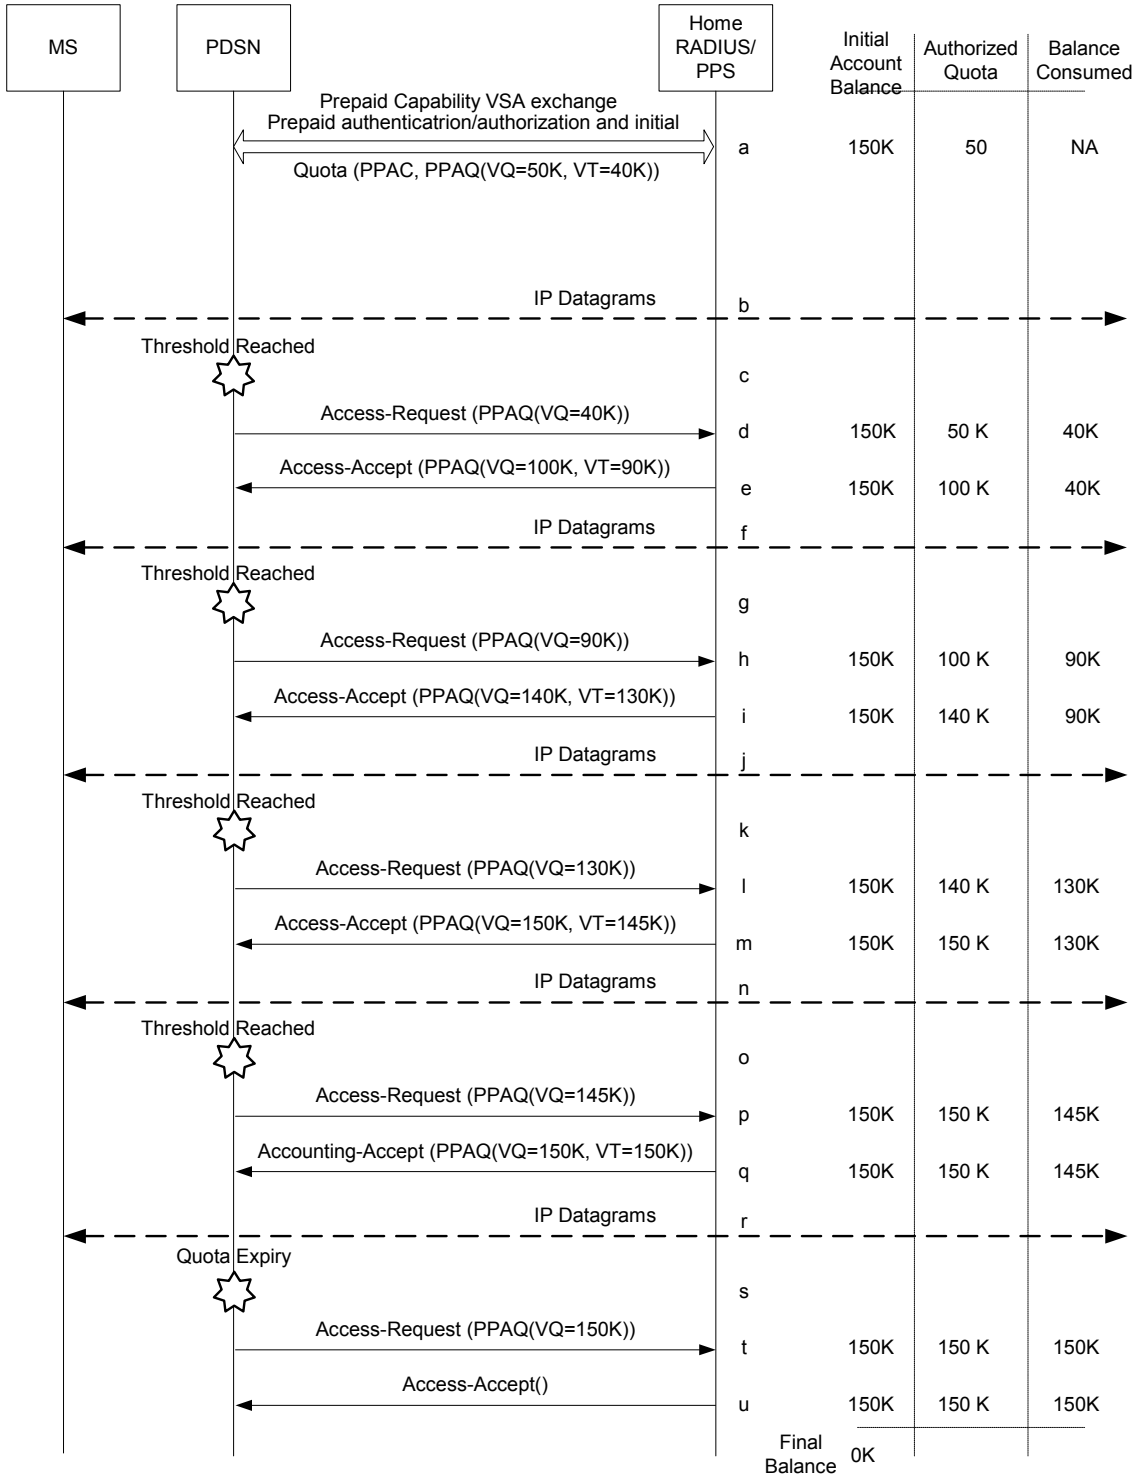 MS
PDSN
Home
RADIUS/
PPS
Initial
Account
Balance
Authorized
Quota
Balance
Consumed
Prepaid Capability VSA exchange
Prepaid authenticatrion/authorization and initial
Quota (PPAC, PPAQ(VQ=50K, VT=40K))
a 150K 50 NA
IP Datagrams b
Threshold Reached
c
Access-Request (PPAQ(VQ=40K))
d 150K 50 K 40K
Access-Accept (PPAQ(VQ=100K, VT=90K))
e 150K 100 K 40K
IP Datagrams f
Threshold Reached
g
Access-Request (PPAQ(VQ=90K))
h 150K 100 K 90K
Access-Accept (PPAQ(VQ=140K, VT=130K))
i 150K 140 K 90K
IP Datagrams j
Threshold Reached
k
Access-Request (PPAQ(VQ=130K))
l 150K 140 K 130K
Access-Accept (PPAQ(VQ=150K, VT=145K))
m 150K 150 K 130K
IP Datagrams n
Threshold Reached
o
Access-Request (PPAQ(VQ=145K))
p 150K 150 K 145K
Accounting-Accept (PPAQ(VQ=150K, VT=150K))
q 150K 150 K 145K
IP Datagrams r
Quota Expiry
s
Access-Request (PPAQ(VQ=150K))
t 150K 150 K 150K
Access-Accept()
u 150K 150 K 150K
Final
Balance 0K